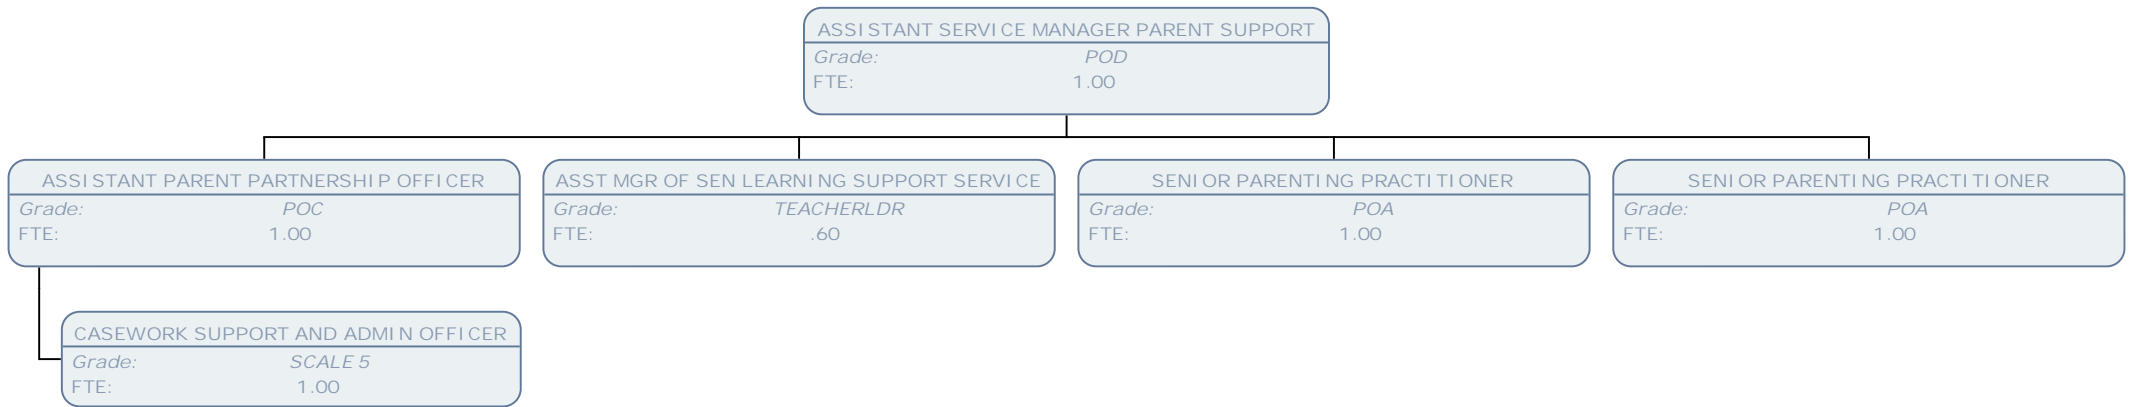 ASSISTANT SERVICE MANAGER PARENT SUPPORT
Grade: POD
FTE: 1.00
ASSISTANT PARENT PARTNERSHIP OFFICER
Grade: POC
FTE: 1.00
ASST MGR OF SEN LEARNING SUPPORT SERVICE
Grade: TEACHERLDR
FTE: .60
SENIOR PARENTING PRACTITIONER
Grade: POA
FTE: 1.00
SENIOR PARENTING PRACTITIONER
Grade: POA
FTE: 1.00
CASEWORK SUPPORT AND ADMIN OFFICER
Grade: SCALE 5
FTE: 1.00